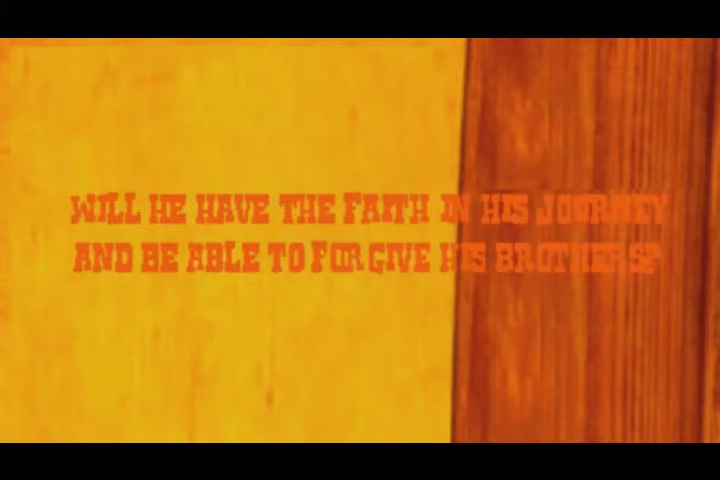 WILL HE HAVE THE FAITH IN HIS JOURNEY
AND BE ABLE TO FORGIVE HIS BROTHERS?